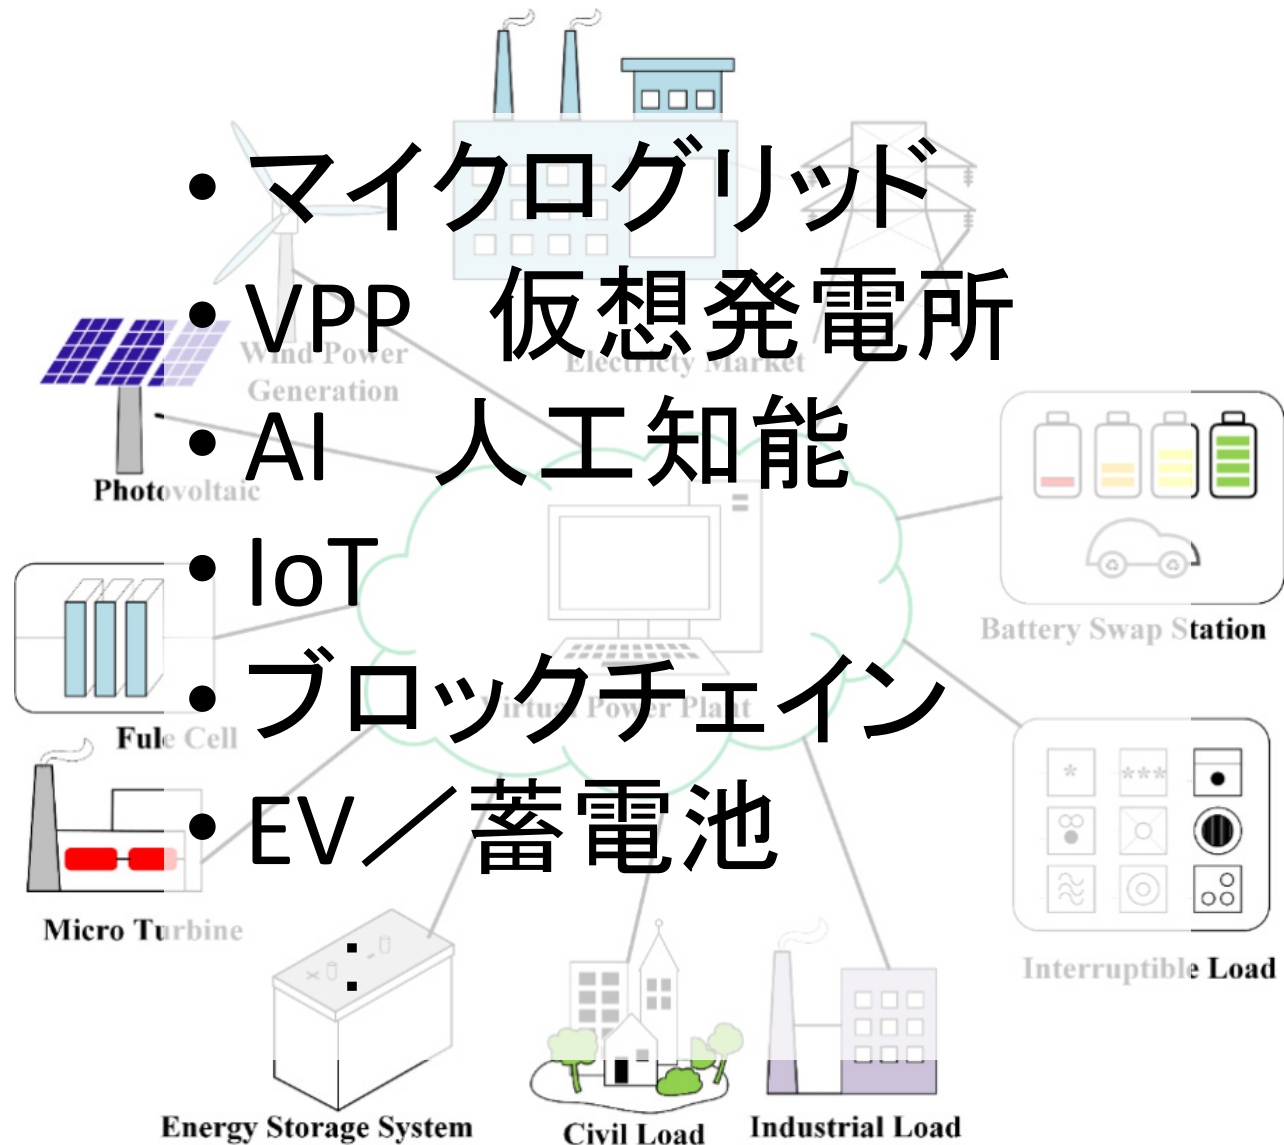 • マイクログリッド
• VPP　仮想発電所
• AI　人工知能
• IoT
• ブロックチェイン
• EV／蓄電池
Wind Power
Generation
Electricty Market
Photovoltaic
Battery Swap Station
Virtual Power Plant
Fule Cell
Micro Turbine
Interruptible Load
* ***
+ -
Energy Storage System
Civil Load
Industrial Load